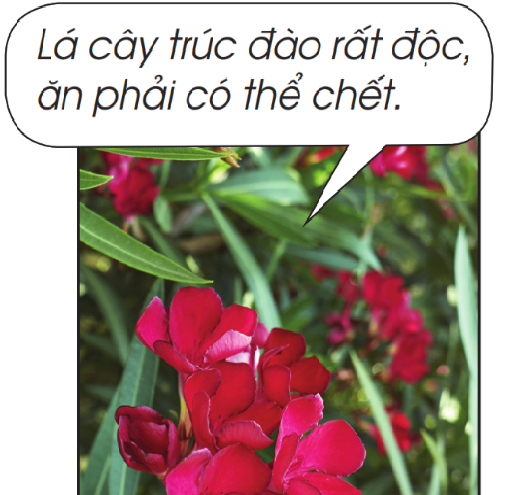 Lá cây trúc đào rất độc,
ăn phải có thể chết.